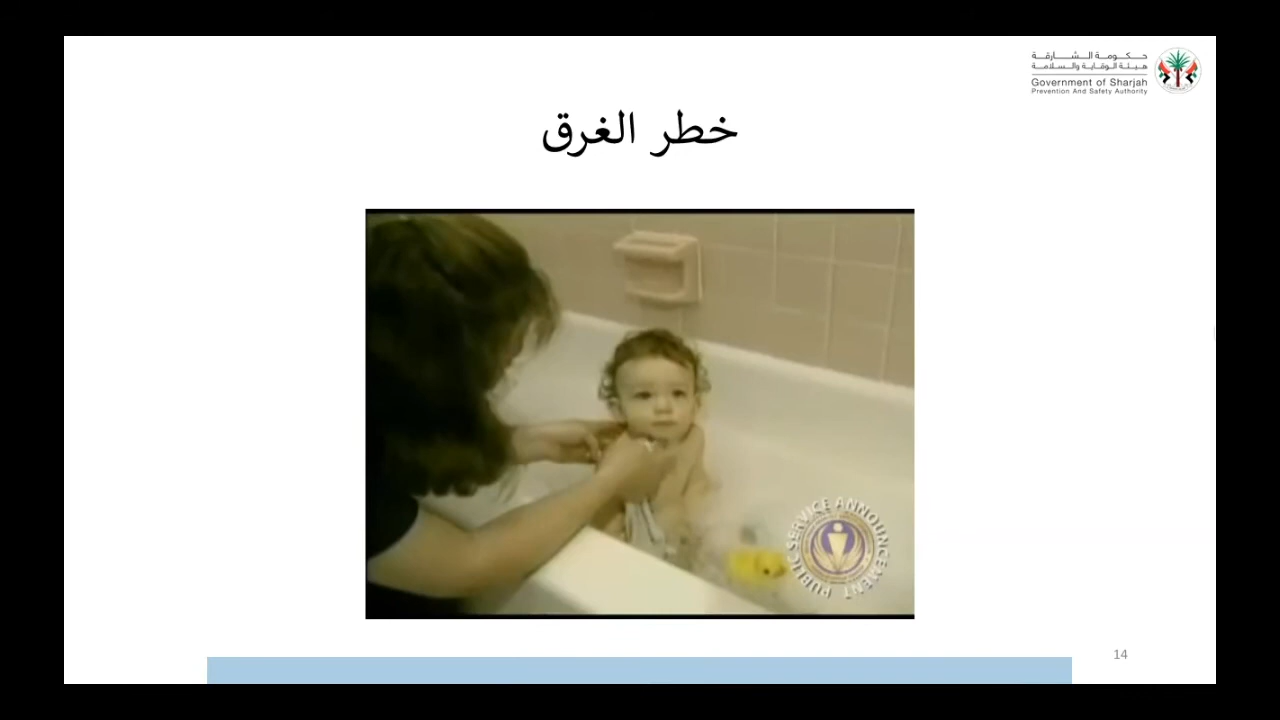 حكومة الشارقة
هيئة الوقاية والسلامة
Government of Sharjah
Prevention And Safety Authority
خطر الغرق
PUBLIC SERVICE ANNOUNCEMENT
14